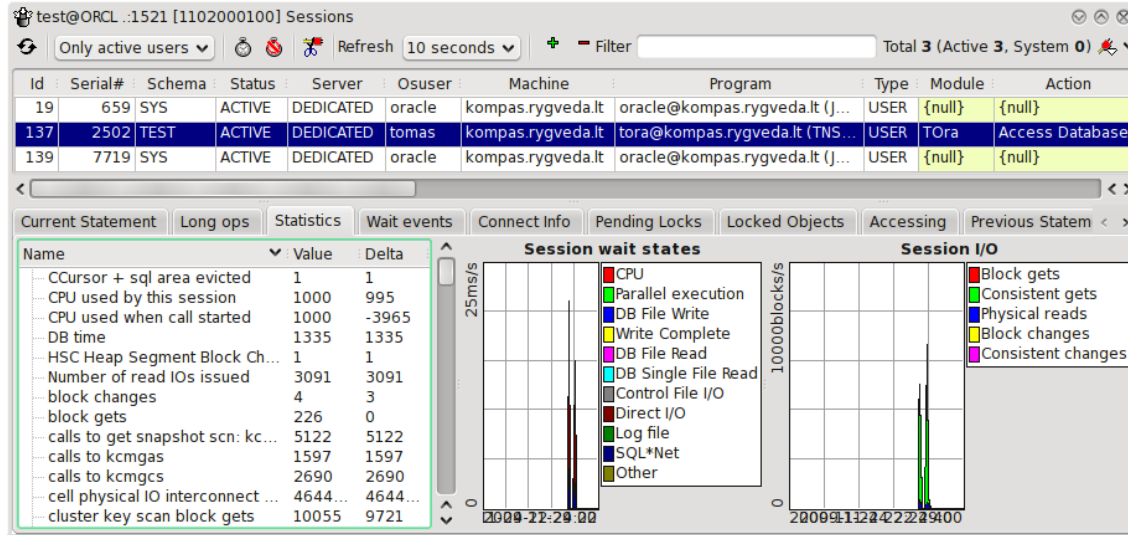 test@ORCL .:1521 [1102000100] Sessions
Only active users Refresh 10 seconds Filter Total 3 (Active 3, System 0)
Id Serial# Schema Status Server Osuser Machine Program Type Module Action
19 659 SYS ACTIVE DEDICATED oracle kompas.rygveda.lt oracle@kompas.rygveda.lt (J... USER {null} {null}
137 2502 TEST ACTIVE DEDICATED tomas kompas.rygveda.lt tora@kompas.rygveda.lt (TNS... USER TOra Access Database
139 7719 SYS ACTIVE DEDICATED oracle kompas.rygveda.lt oracle@kompas.rygveda.lt (J... USER {null} {null}
Current Statement Long ops Statistics Wait events Connect Info Pending Locks Locked Objects Accessing Previous Statem
Name Value Delta
CCursor + sql area evicted 1 1
CPU used by this session 1000 995
CPU used when call started 1000 -3965
DB time 1335 1335
HSC Heap Segment Block Ch... 1 1
Number of read IOs issued 3091 3091
block changes 4 3
block gets 226 0
calls to get snapshot scn: kc... 5122 5122
calls to kcmgas 1597 1597
calls to kcmgcs 2690 2690
cell physical IO interconnect ... 4644... 4644...
cluster key scan block gets 10055 9721
Session wait states
25ms/s
0
CPU
Parallel execution
DB File Write
Write Complete
DB File Read
DB Single File Read
Control File I/O
Direct I/O
Log file
SQL*Net
Other
Session I/O
10000blocks/s
0
Block gets
Consistent gets
Physical reads
Block changes
Consistent changes